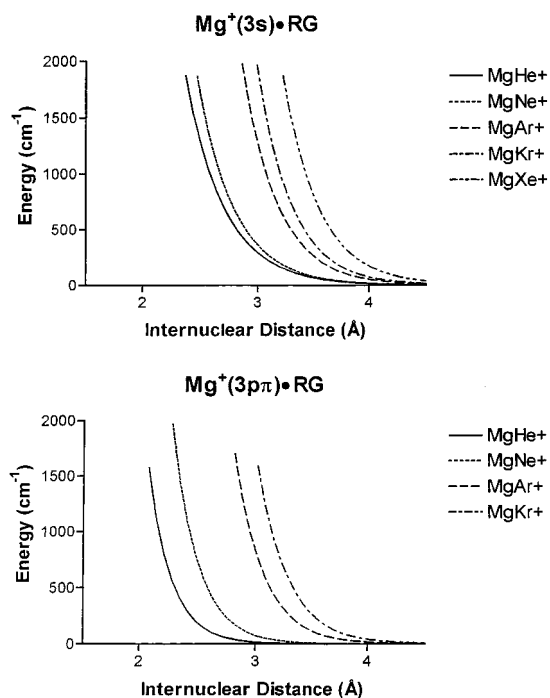 Mg⁺(3s)•RG
2000
1500
1000
500
0
Energy (cm⁻¹)
2
3
4
Internuclear Distance (Å)
MgHe+
MgNe+
MgAr+
MgKr+
MgXe+
Mg⁺(3pπ)•RG
2000
1500
1000
500
0
Energy (cm⁻¹)
2
3
4
Internuclear Distance (Å)
MgHe+
MgNe+
MgAr+
MgKr+